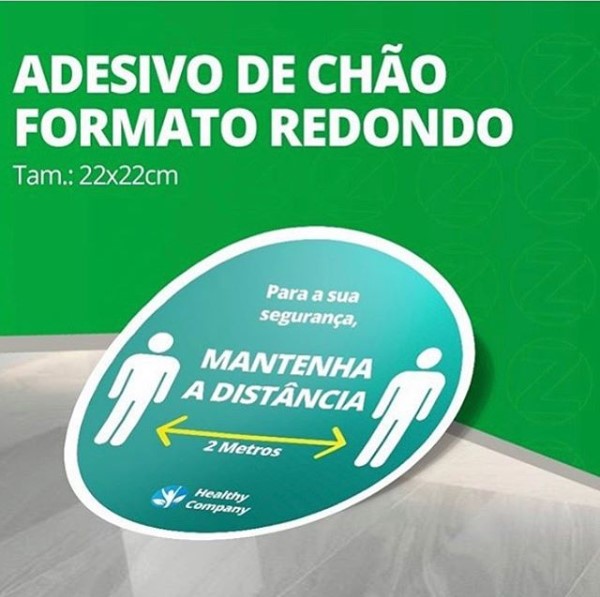 ADESIVO DE CHÃO
FORMATO REDONDO
Tam.: 22x22cm
Para a sua
segurança,
MANTENHA
A DISTÂNCIA
2 Metros
Healthy
Company